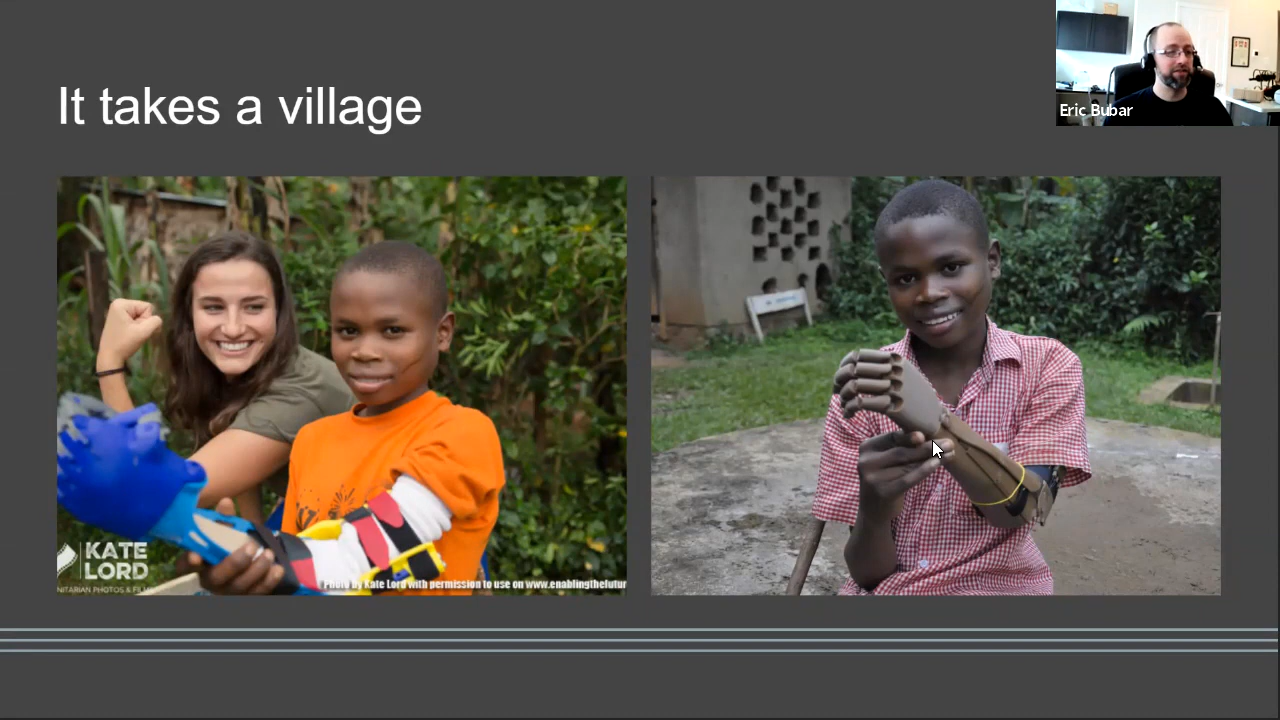 It takes a village
Eric Bubar
KATE
LORD
NITARIAN PHOTOS & FIL
Photo by Kate Lord with permission to use on www.enablingthefutur